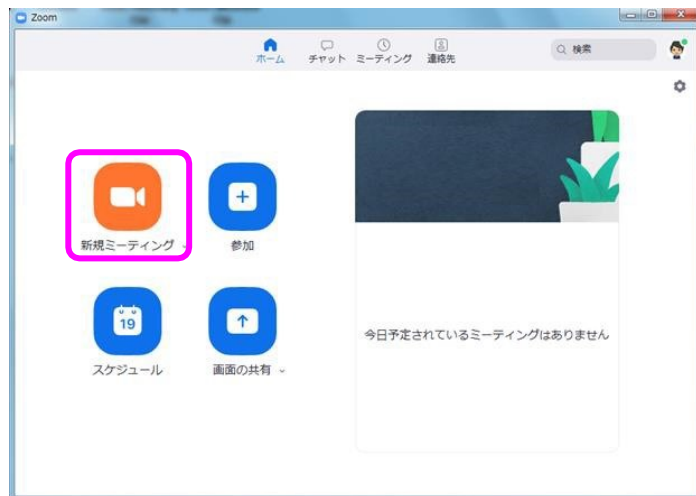 Zoom
ホーム
チャット
ミーティング
連絡先
検索
新規ミーティング
参加
19
スケジュール
画面の共有
今日予定されているミーティングはありません